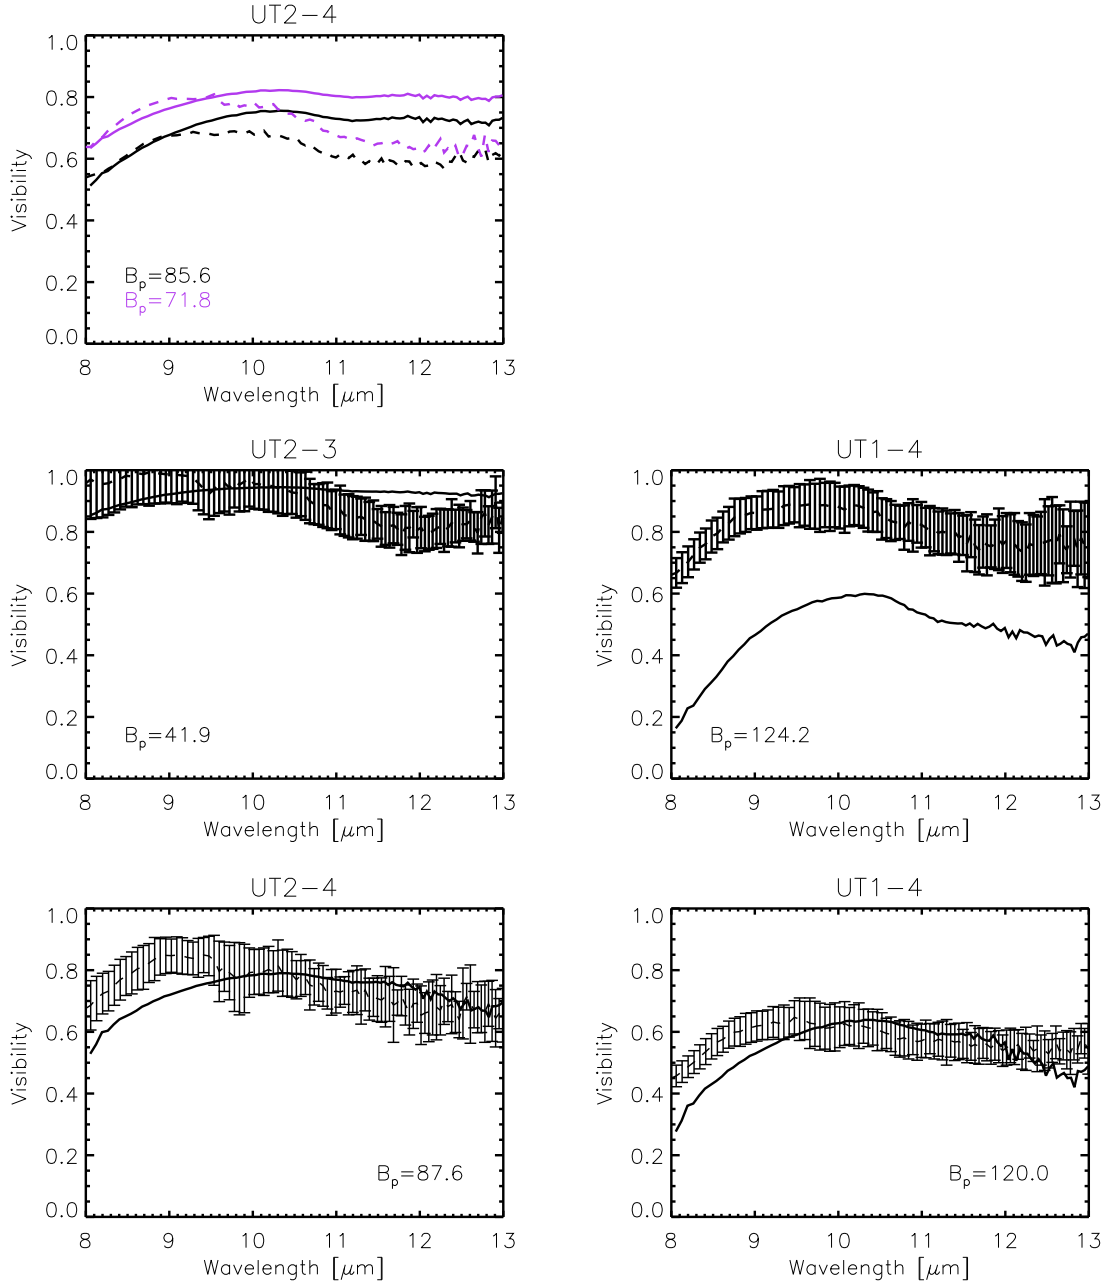 UT2-4
1.0
0.8
0.6
0.4
0.2
0.0
Visibility
Bp=85.6
Bp=71.8
8 9 10 11 12 13
Wavelength [μm]
UT2-3
1.0
0.8
0.6
0.4
0.2
0.0
Visibility
Bp=41.9
8 9 10 11 12 13
Wavelength [μm]
UT1-4
1.0
0.8
0.6
0.4
0.2
0.0
Visibility
Bp=124.2
8 9 10 11 12 13
Wavelength [μm]
UT2-4
1.0
0.8
0.6
0.4
0.2
0.0
Visibility
Bp=87.6
8 9 10 11 12 13
Wavelength [μm]
UT1-4
1.0
0.8
0.6
0.4
0.2
0.0
Visibility
Bp=120.0
8 9 10 11 12 13
Wavelength [μm]